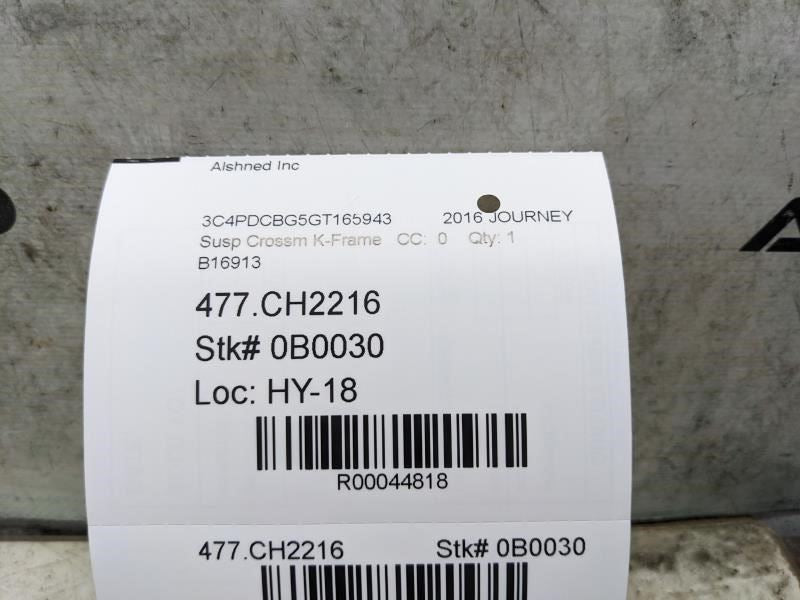 Alshned Inc
3C4PDCBG5GT165943 2016 JOURNEY
Susp Crossm K-Frame CC: 0 Qty: 1
B16913
477.CH2216
Stk# 0B0030
Loc: HY-18
R00044818
477.CH2216 Stk# 0B0030